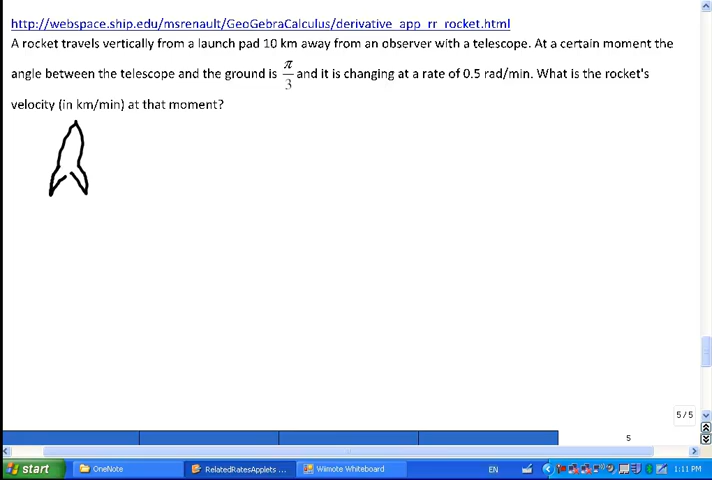 http://webspace.ship.edu/msrenault/GeoGebraCalculus/derivative_app_rr_rocket.html
A rocket travels vertically from a launch pad 10 km away from an observer with a telescope. At a certain moment the
angle between the telescope and the ground is π/3 and it is changing at a rate of 0.5 rad/min. What is the rocket's
velocity (in km/min) at that moment?
5 / 5
5
start OneNote RelatedRatesApplets ... Wiimote Whiteboard EN 1:11 PM